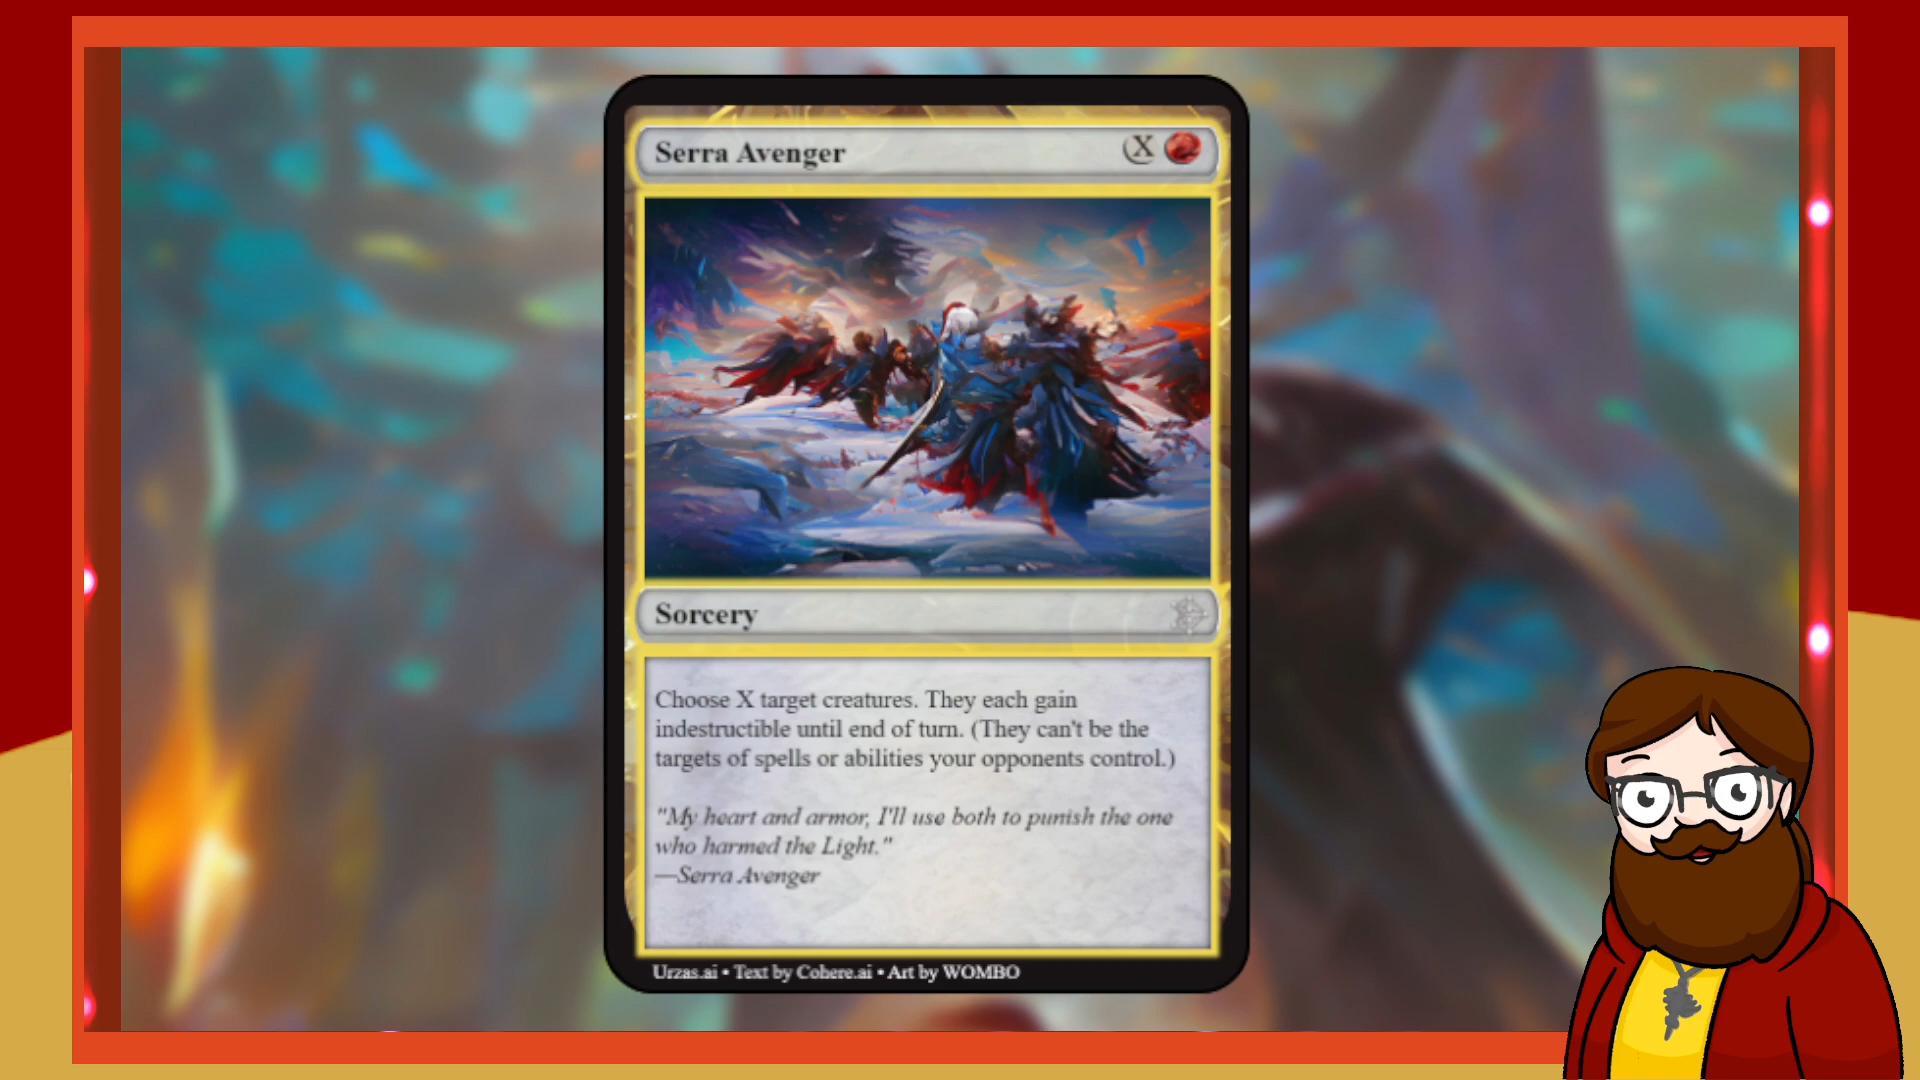 Serra Avenger X
Sorcery
Choose X target creatures. They each gain
indestructible until end of turn. (They can't be the
targets of spells or abilities your opponents control.)
"My heart and armor, I'll use both to punish the one
who harmed the Light."
—Serra Avenger
Urzas.ai • Text by Cohere.ai • Art by WOMBO